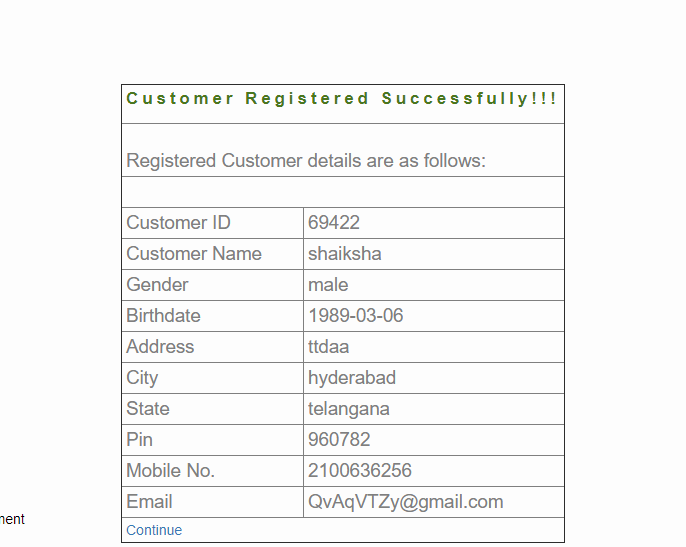 Customer Registered Successfully!!!
Registered Customer details are as follows:
Customer ID 69422
Customer Name shaiksha
Gender male
Birthdate 1989-03-06
Address ttdaa
City hyderabad
State telangana
Pin 960782
Mobile No. 2100636256
Email QvAqVTZy@gmail.com
Continue